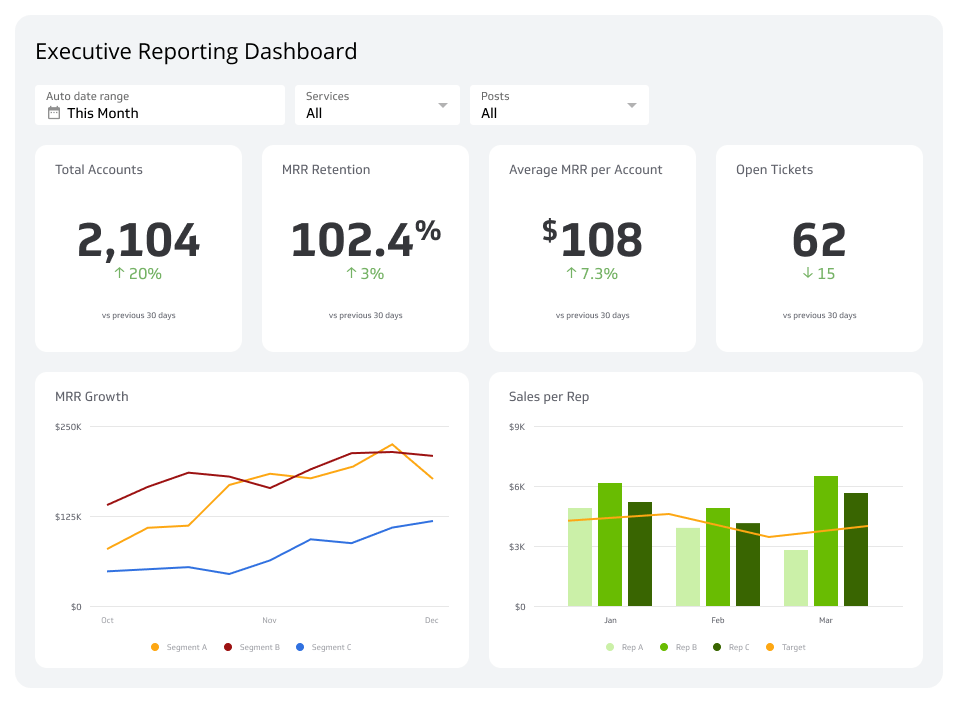 Executive Reporting Dashboard
Auto date range
This Month
Services
All
Posts
All
Total Accounts
2,104
↑ 20%
vs previous 30 days
MRR Retention
102.4%
↑ 3%
vs previous 30 days
Average MRR per Account
$108
↑ 7.3%
vs previous 30 days
Open Tickets
62
↓ 15
vs previous 30 days
MRR Growth
$250K
$125K
$0
Oct Nov Dec
Segment A Segment B Segment C
Sales per Rep
$9K
$6K
$3K
$0
Jan Feb Mar
Rep A Rep B Rep C Target